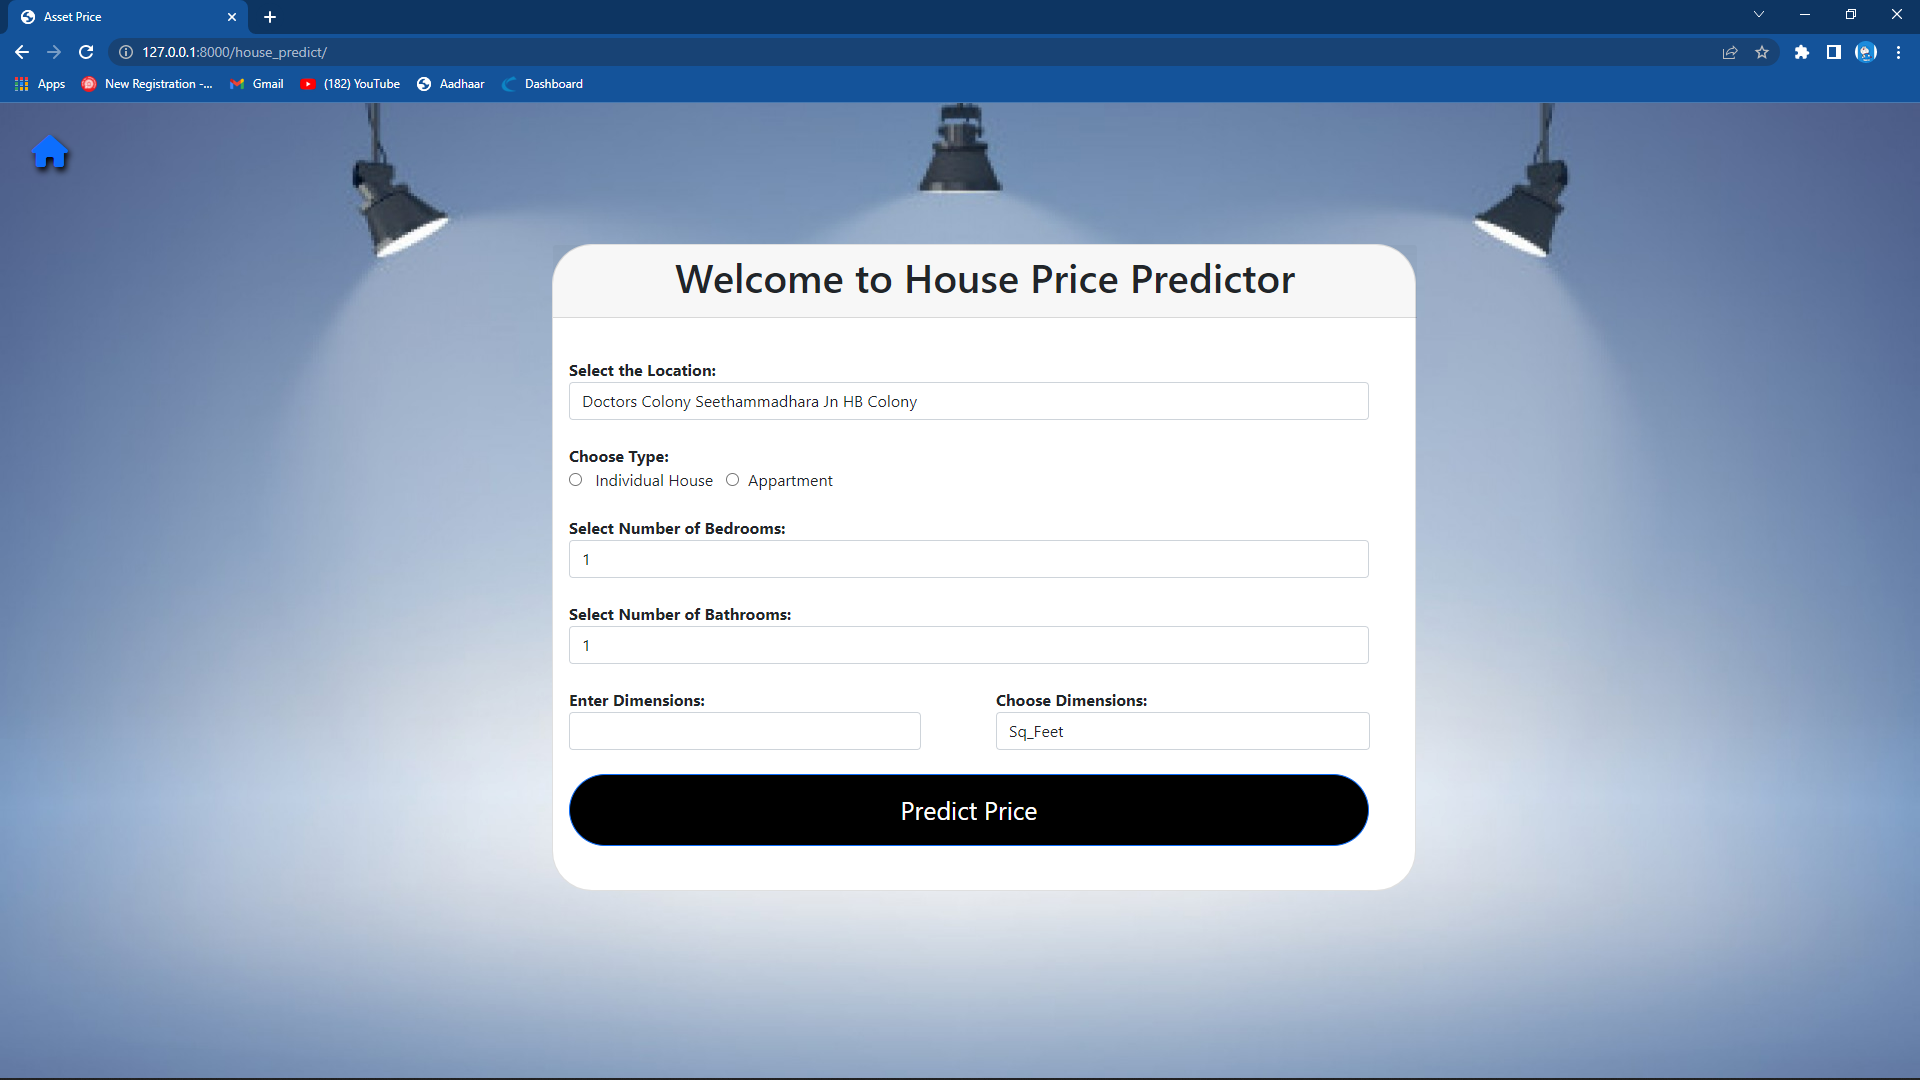 Asset Price
127.0.0.1:8000/house_predict/
Apps New Registration -... Gmail (182) YouTube Aadhaar Dashboard
Welcome to House Price Predictor
Select the Location:
Doctors Colony Seethammadhara Jn HB Colony
Choose Type:
Individual House Appartment
Select Number of Bedrooms:
1
Select Number of Bathrooms:
1
Enter Dimensions: Choose Dimensions:
Sq_Feet
Predict Price